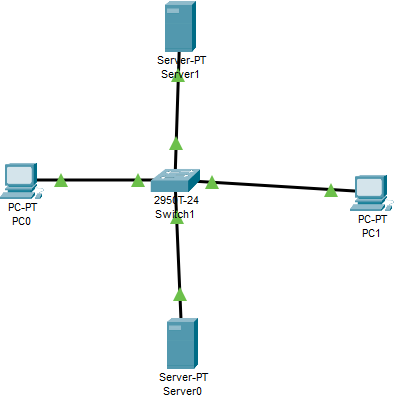 Server-PT
Server1
PC-PT
PC0
2950T-24
Switch1
PC-PT
PC1
Server-PT
Server0